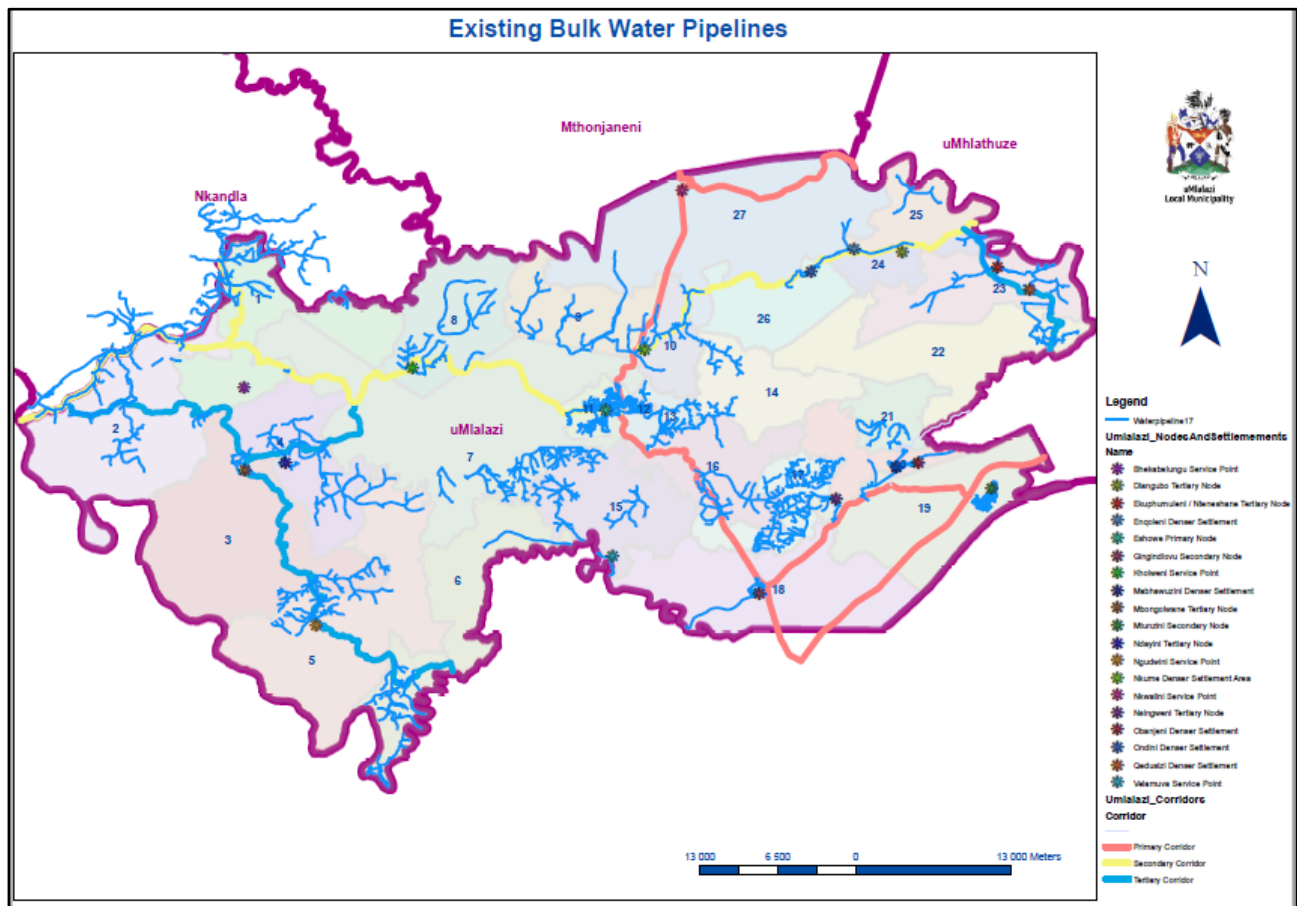 Existing Bulk Water Pipelines
Mthonjaneni
uMhlathuze
Nkandla
27
25
24
23
1
8
9
10
26
22
2
4
uMlalazi
7
11
12
13
14
21
16
17
20
15
19
3
6
18
5
13 000 6 500 0 13 000 Meters
uMlalazi
Local Municipality
N
Legend
Waterpipeline17
Umlalazi_NodesAndSettlemements
Name
Bhekabelungu Service Point
Dlangubo Tertiary Node
Ekuphumuleni / Nteneshane Tertiary Node
Enqoleni Denser Settlement
Eshowe Primary Node
Gingindlovu Secondary Node
Kholweni Service Point
Mabhawuzini Denser Settlement
Mbongolwane Tertiary Node
Mtunzini Secondary Node
Ndayini Tertiary Node
Ngudwini Service Point
Nkume Denser Settlement Area
Nkwalini Service Point
Nsingweni Tertiary Node
Obanjeni Denser Settlement
Ondini Denser Settlement
Qedusizi Denser Settlement
Velamuva Service Point
Umlalazi_Corridors
Corridor
Primary Corridor
Secondary Corridor
Tertiary Corridor